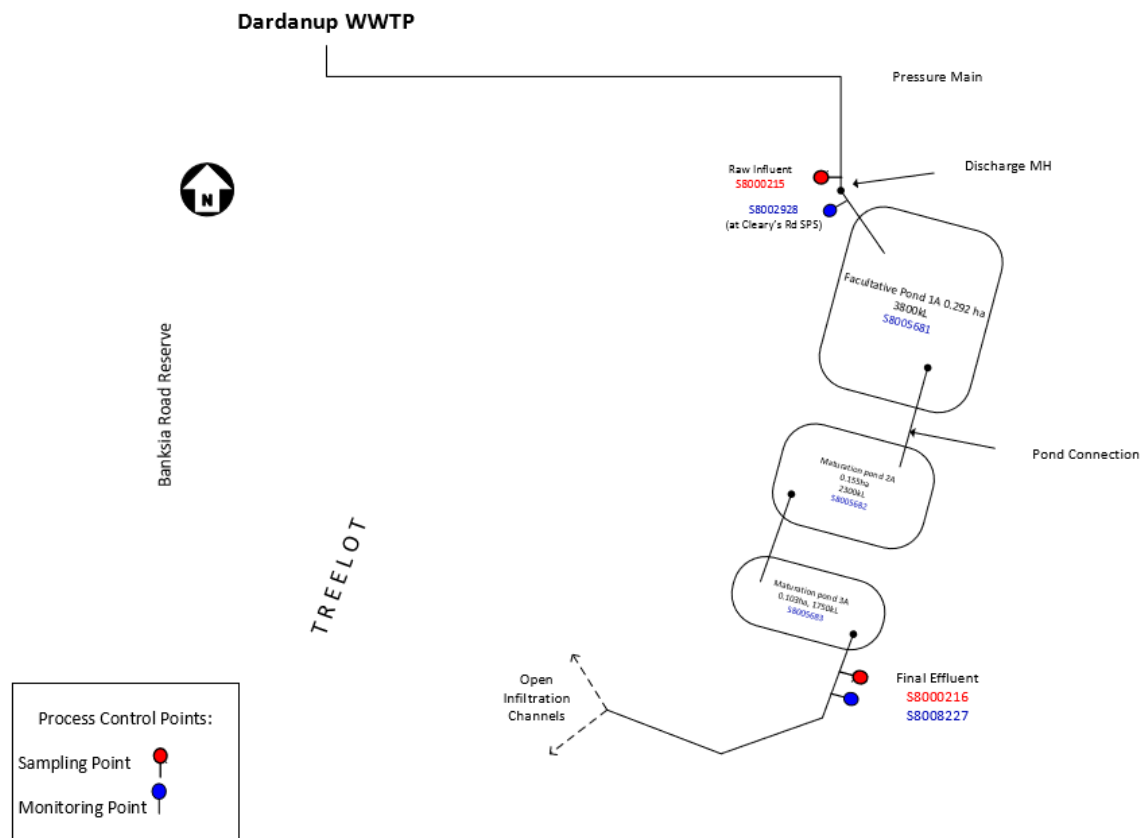 Dardanup WWTP
Pressure Main
Raw Influent
S8000215
Discharge MH
S8002928
(at Cleary's Rd SPS)
N
Facultative Pond 1A 0.292 ha
3800kL
S8005681
Banksia Road Reserve
Pond Connection
Maturation pond 2A
0.155ha
2300kL
S8005682
TREELOT
Maturation pond 3A
0.103ha, 1750kL
S8005683
Open
Infiltration
Channels
Final Effluent
S8000216
S8008227
Process Control Points:
Sampling Point
Monitoring Point